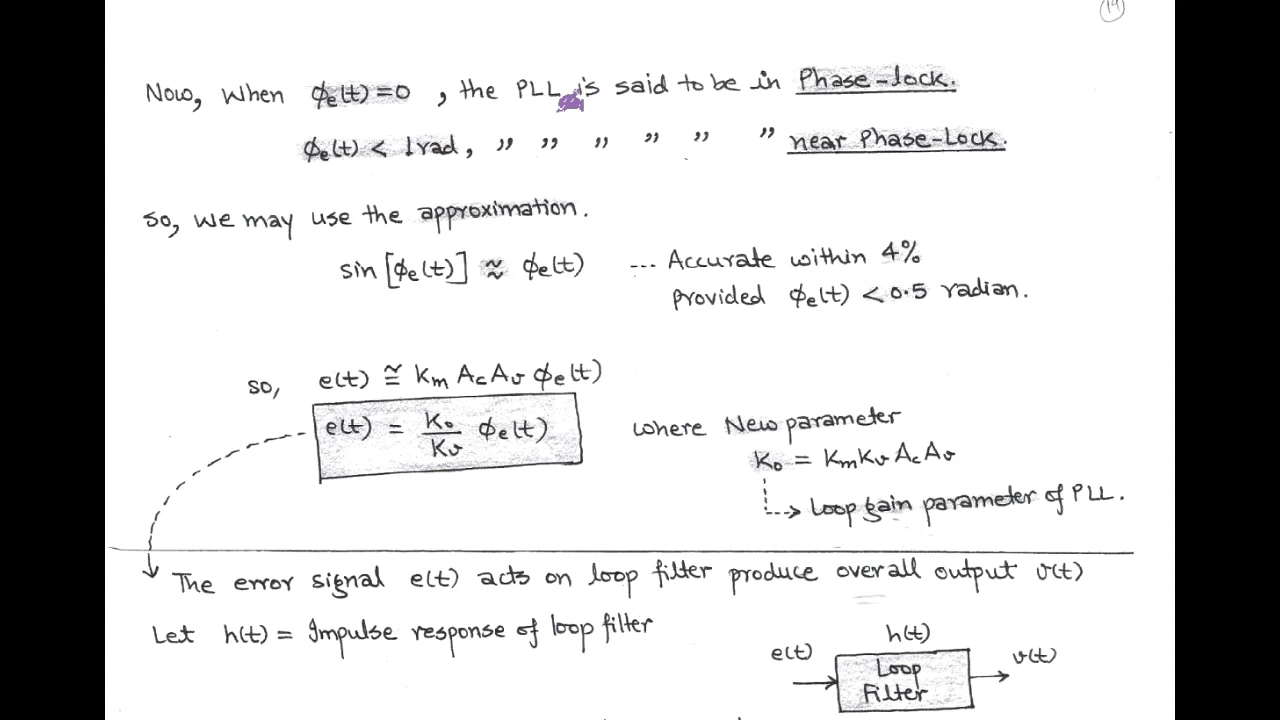 19
Now, When ϕe(t)=0, the PLL is said to be in Phase-lock.
ϕe(t) < 1rad, " " " " " " near Phase-Lock.
So, we may use the approximation.
sin [ϕe(t)] ≈ ϕe(t) ... Accurate within 4%
provided ϕe(t) < 0.5 radian.
so, e(t) ≅ Km Ac Av ϕe(t)
e(t) = Ko/Kv ϕe(t) where New parameter
Ko = Km Kv Ac Av
Loop gain parameter of PLL.
The error signal e(t) acts on loop filter produce overall output v(t)
Let h(t) = Impulse response of loop filter
h(t)
e(t) v(t)
Loop
Filter